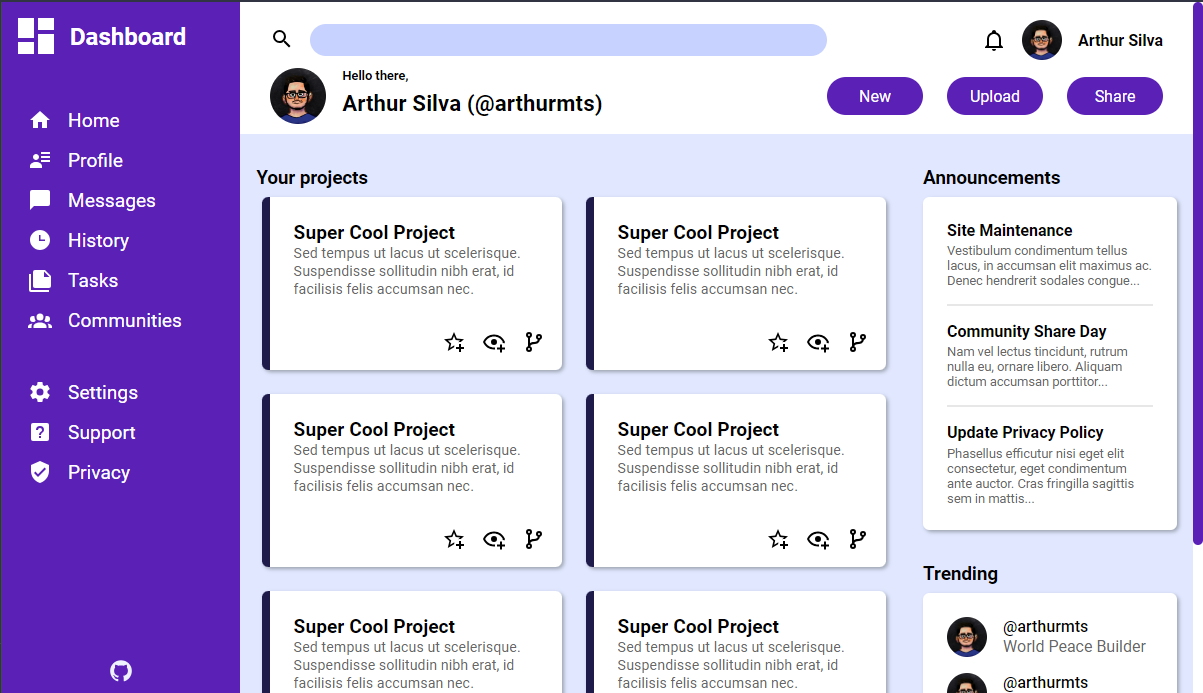 Dashboard
Home
Profile
Messages
History
Tasks
Communities
Settings
Support
Privacy
Arthur Silva
Hello there,
Arthur Silva (@arthurmts)
New
Upload
Share
Your projects
Super Cool Project
Sed tempus ut lacus ut scelerisque.
Suspendisse sollitudin nibh erat, id
facilisis felis accumsan nec.
Super Cool Project
Sed tempus ut lacus ut scelerisque.
Suspendisse sollitudin nibh erat, id
facilisis felis accumsan nec.
Super Cool Project
Sed tempus ut lacus ut scelerisque.
Suspendisse sollitudin nibh erat, id
facilisis felis accumsan nec.
Super Cool Project
Sed tempus ut lacus ut scelerisque.
Suspendisse sollitudin nibh erat, id
facilisis felis accumsan nec.
Super Cool Project
Sed tempus ut lacus ut scelerisque.
Suspendisse sollitudin nibh erat, id
facilisis felis accumsan nec.
Super Cool Project
Sed tempus ut lacus ut scelerisque.
Suspendisse sollitudin nibh erat, id
facilisis felis accumsan nec.
Announcements
Site Maintenance
Vestibulum condimentum tellus
lacus, in accumsan elit maximus ac.
Denec hendrerit sodales congue...
Community Share Day
Nam vel lectus tincidunt, rutrum
nulla eu, ornare libero. Aliquam
dictum accumsan porttitor...
Update Privacy Policy
Phasellus efficutur nisi eget elit
consectetur, eget condimentum
ante auctor. Cras fringilla sagittis
sem in mattis...
Trending
@arthurmts
World Peace Builder
@arthurmts